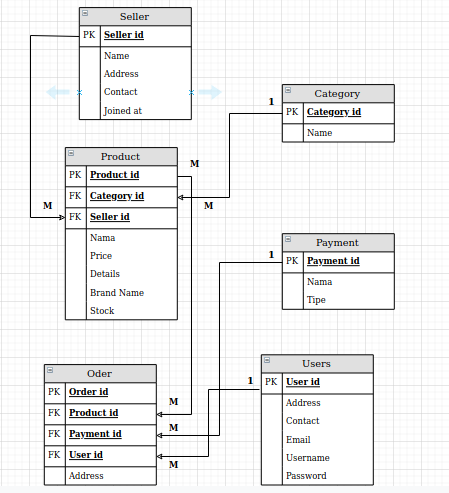 Seller
PK Seller id
Name
Address
Contact
Joined at
1 Category
PK Category id
Name
Product
M
PK Product id
FK Category id
M
M
FK Seller id
Nama
Price
Details
Brand Name
Stock
Payment
1
PK Payment id
Nama
Tipe
Oder
PK Order id
M
FK Product id
M
FK Payment id
FK User id
M
Address
Users
1
PK User id
Address
Contact
Email
Username
Password